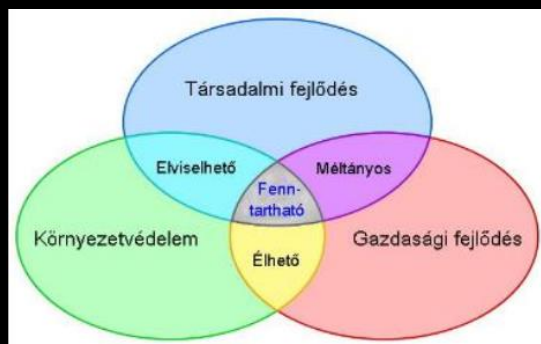 Társadalmi fejlődés
Elviselhető
Méltányos
Fenn-
tartható
Környezetvédelem
Gazdasági fejlődés
Élhető